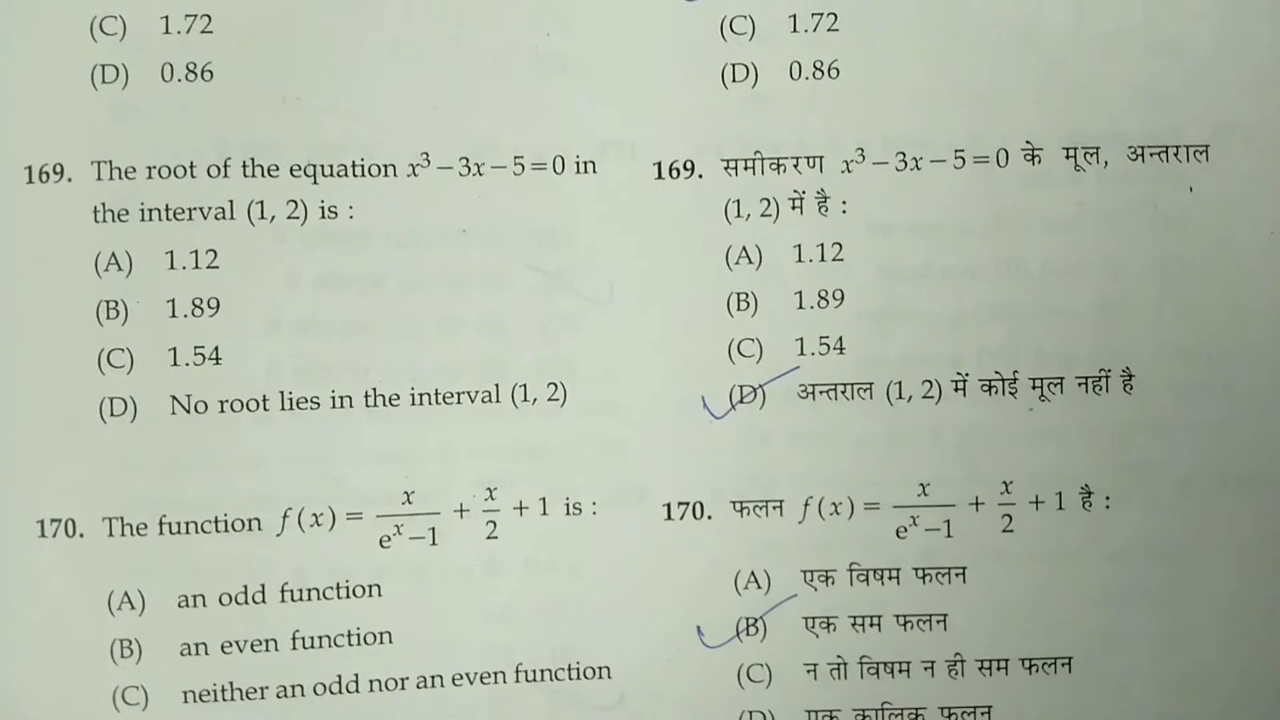 (C) 1.72
(D) 0.86
169. The root of the equation x³ – 3x – 5 = 0 in
the interval (1, 2) is :
(A) 1.12
(B) 1.89
(C) 1.54
(D) No root lies in the interval (1, 2)
170. The function f(x) = x/(eˣ – 1) + x/2 + 1 is :
(A) an odd function
(B) an even function
(C) neither an odd nor an even function
(C) 1.72
(D) 0.86
169. समीकरण x³ – 3x – 5 = 0 के मूल, अन्तराल
(1, 2) में है :
(A) 1.12
(B) 1.89
(C) 1.54
(D) अन्तराल (1, 2) में कोई मूल नहीं है
170. फलन f(x) = x/(eˣ – 1) + x/2 + 1 है :
(A) एक विषम फलन
(B) एक सम फलन
(C) न तो विषम न ही सम फलन
(D) एक कालिक फलन